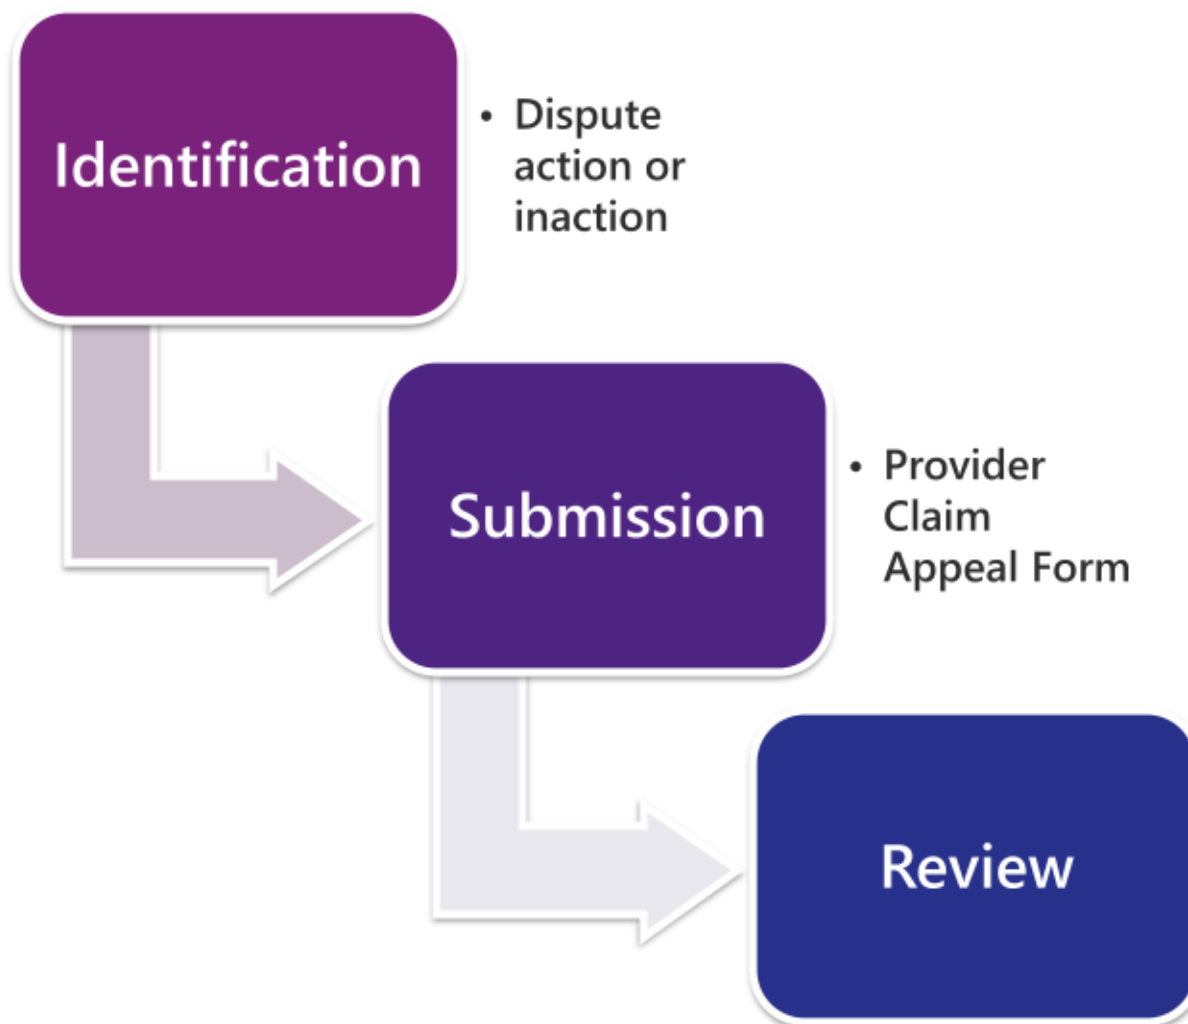 Identification
• Dispute
action or
inaction
Submission
• Provider
Claim
Appeal Form
Review